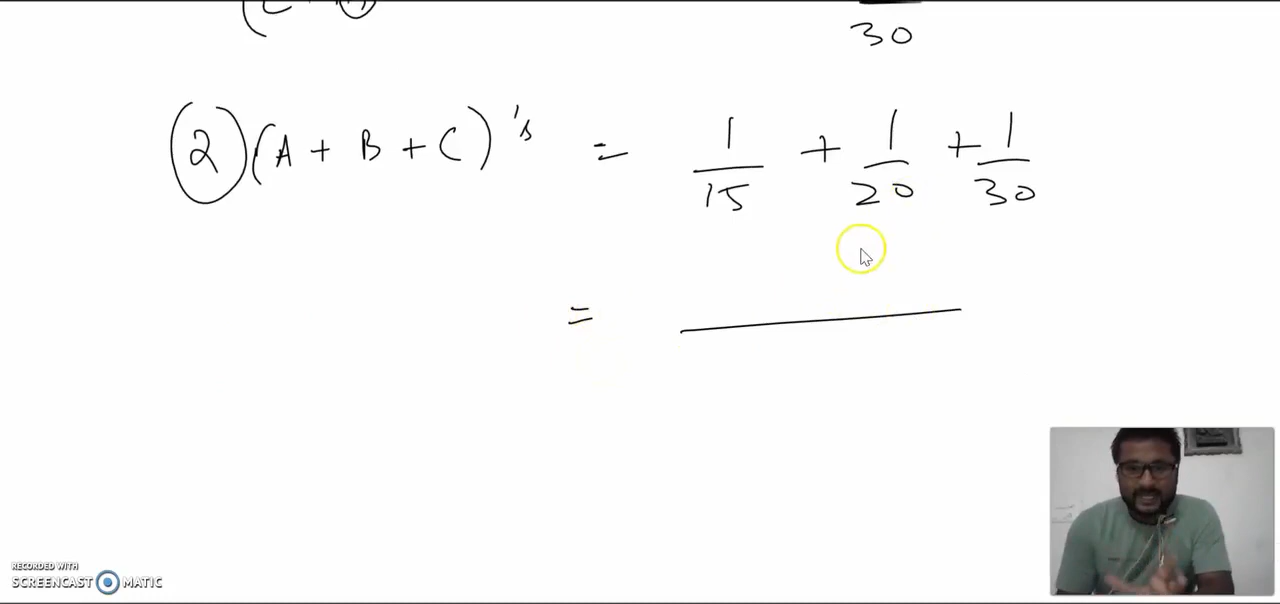 30
2 (A + B + C)'s = 1/15 + 1/20 + 1/30
=
RECORDED WITH
SCREENCAST MATIC